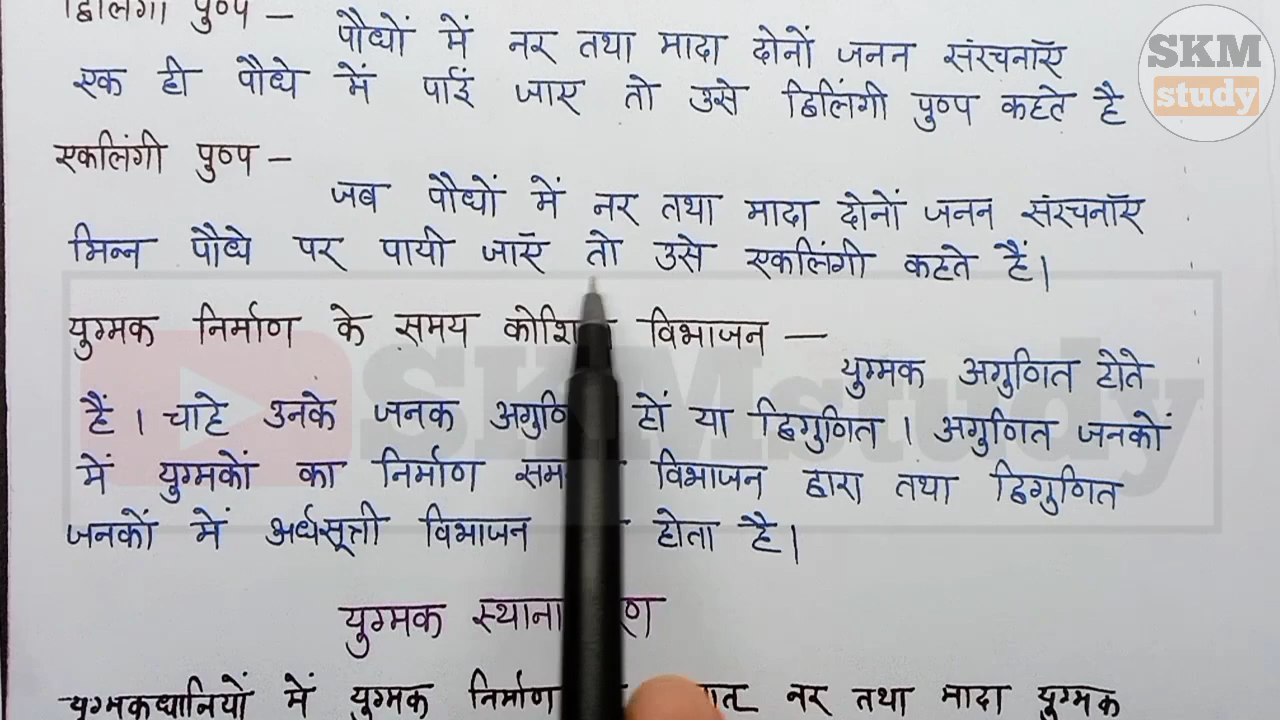 द्विलिंगी पुष्प –
पौधों में नर तथा मादा दोनों जनन संरचनाएँ
एक ही पौधे में पाईं जाए तो उसे द्विलिंगी पुष्प कहते है
एकलिंगी पुष्प –
जब पौधों में नर तथा मादा दोनों जनन संरचनाएँ
भिन्न पौधे पर पायी जाएँ तो उसे एकलिंगी कहते हैं।
युग्मक निर्माण के समय विभाजन –
युग्मक अगुणित होते
हैं। चाहे उनके जनक हों या द्विगुणित। अगुणित जनकों
में युग्मकों का निर्माण विभाजन द्वारा तथा द्विगुणित
जनकों में अर्धसूत्री विभाजन होता है।
युग्मक
युग्मकधानियों में युग्मक निर्माण नर तथा मादा युग्मक
SKM
study
SKMstudy